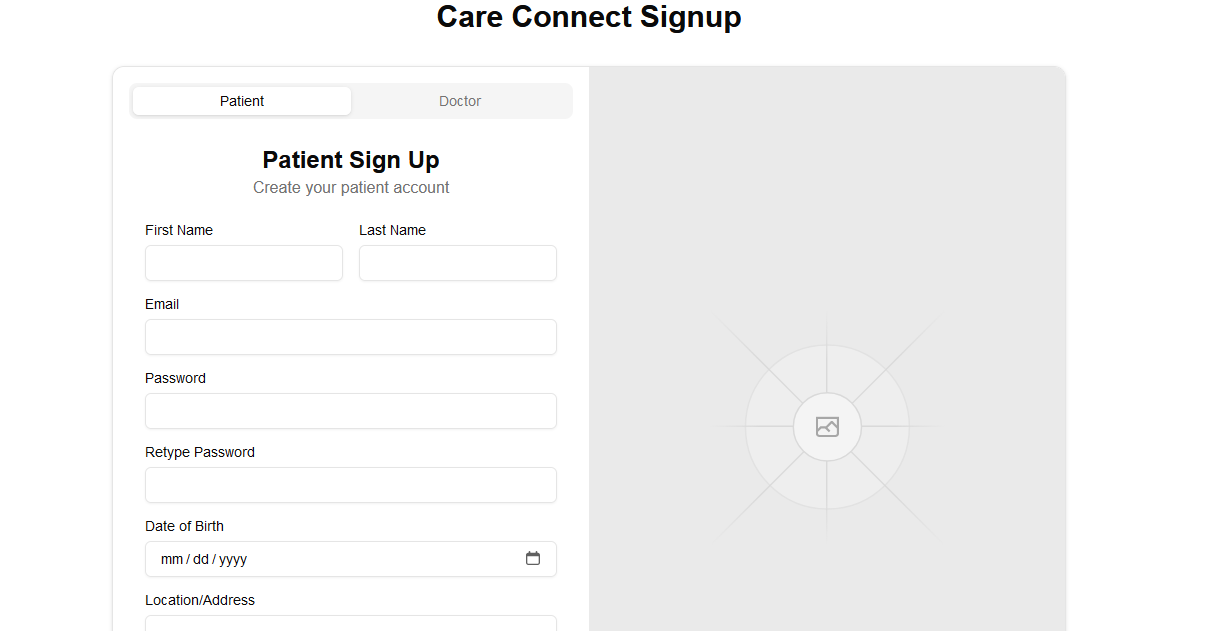 Care Connect Signup
Patient Doctor
Patient Sign Up
Create your patient account
First Name Last Name
Email
Password
Retype Password
Date of Birth
mm / dd / yyyy
Location/Address